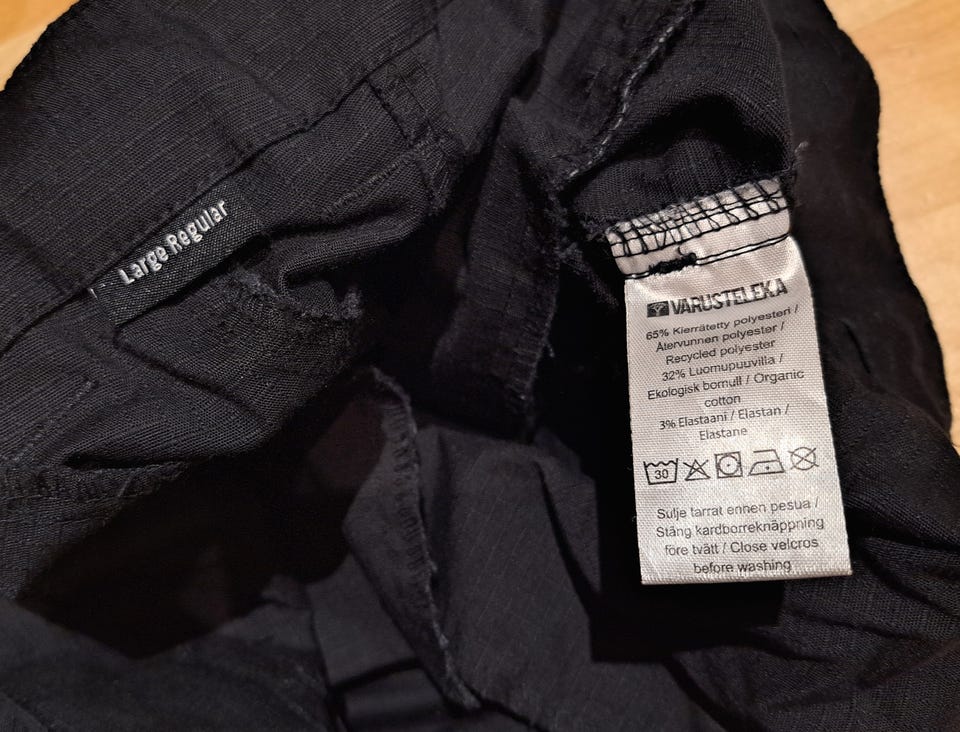 Large Regular
VARUSTELEKA
65% Kierrätetty polyesteri /
Återvunnen polyester /
Recycled polyester
32% Luomupuuvilla /
Ekologisk bomull / Organic
cotton
3% Elastaani / Elastan /
Elastane
30
Sulje tarrat ennen pesua /
Stäng kardborreknäppning
före tvätt / Close velcros
before washing